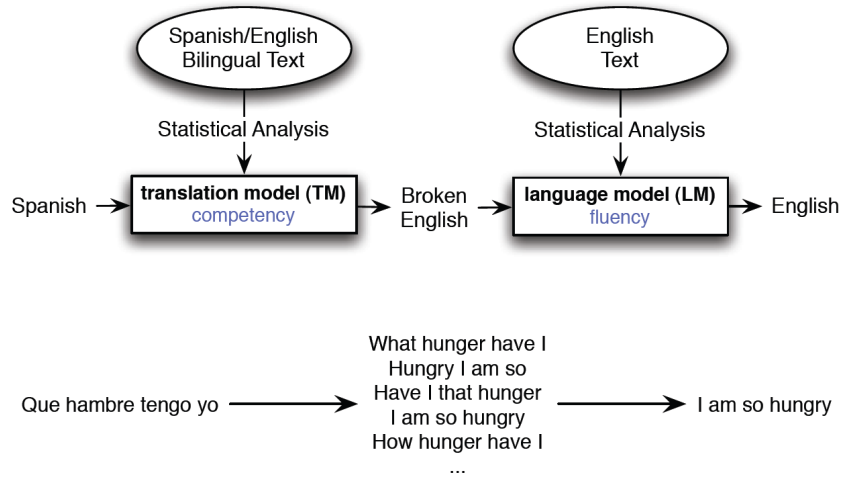 Spanish/English
Bilingual Text
English
Text
Statistical Analysis
Statistical Analysis
Spanish
translation model (TM)
competency
Broken
English
language model (LM)
fluency
English
What hunger have I
Hungry I am so
Have I that hunger
I am so hungry
How hunger have I
...
Que hambre tengo yo
I am so hungry